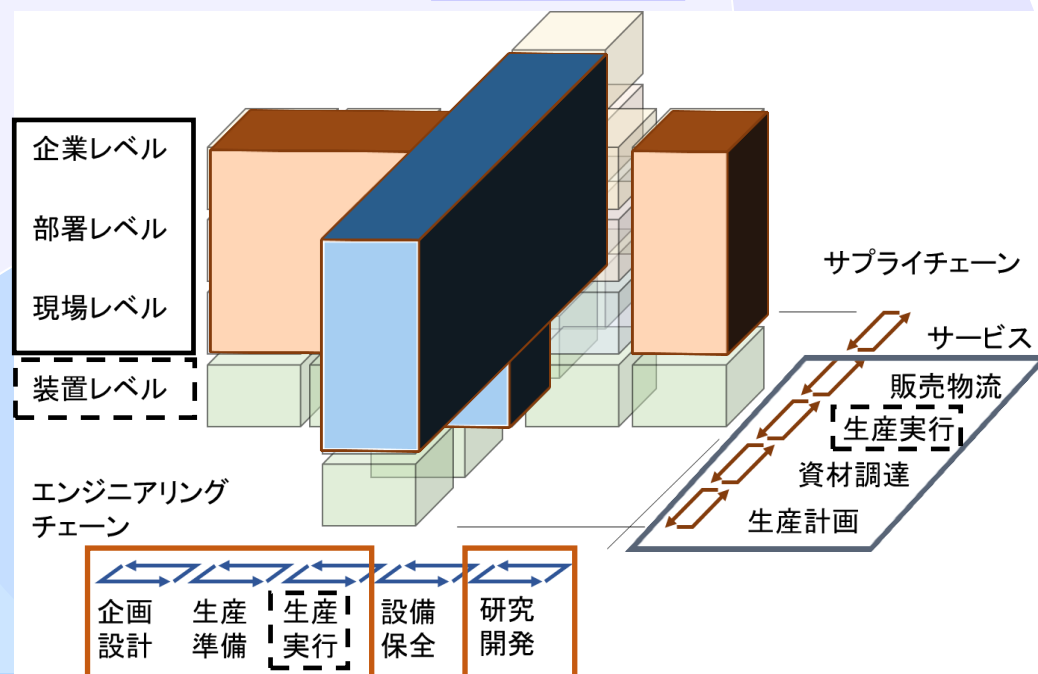 企業レベル
部署レベル
現場レベル
装置レベル
サプライチェーン
サービス
販売物流
生産実行
資材調達
生産計画
エンジニアリング
チェーン
企画
設計
生産
準備
生産
実行
設備
保全
研究
開発